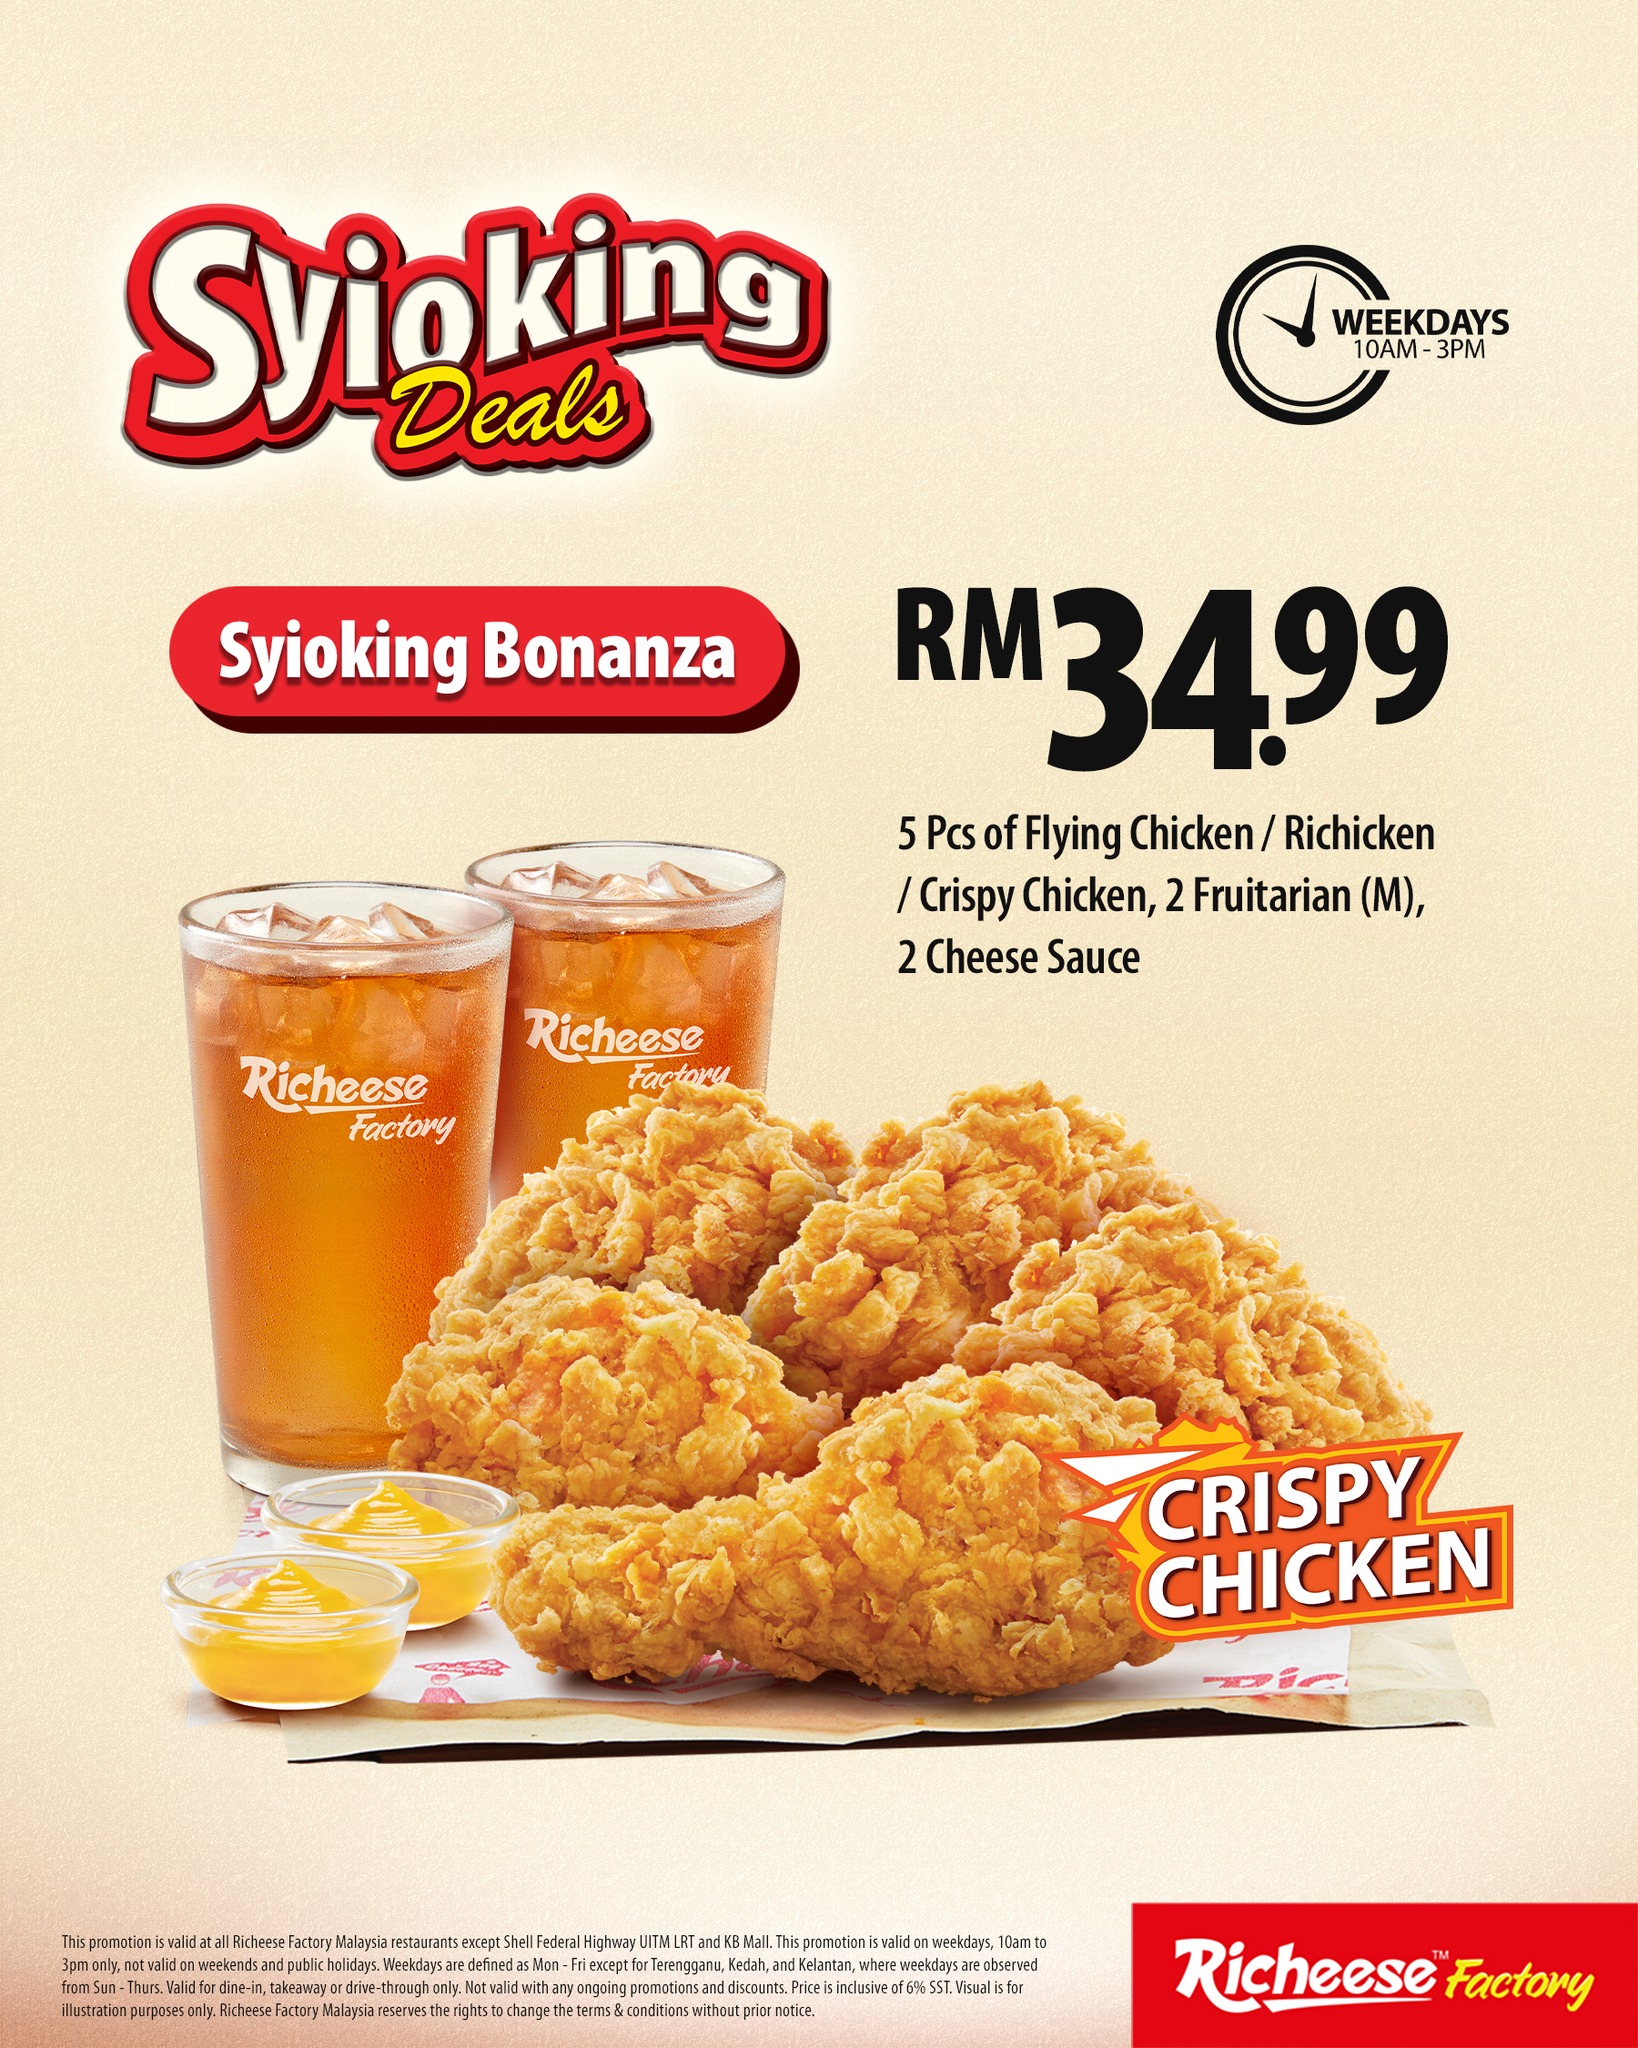 Syioking
Deals
WEEKDAYS
10AM - 3PM
Syioking Bonanza
RM34.99
5 Pcs of Flying Chicken / Richicken
/ Crispy Chicken, 2 Fruitarian (M),
2 Cheese Sauce
Richeese
Factory
Richeese
Factory
CRISPY
CHICKEN
Ric
This promotion is valid at all Richeese Factory Malaysia restaurants except Shell Federal Highway UITM LRT and KB Mall. This promotion is valid on weekdays, 10am to
3pm only, not valid on weekends and public holidays. Weekdays are defined as Mon - Fri except for Terengganu, Kedah, and Kelantan, where weekdays are observed
from Sun - Thurs. Valid for dine-in, takeaway or drive-through only. Not valid with any ongoing promotions and discounts. Price is inclusive of 6% SST. Visual is for
illustration purposes only. Richeese Factory Malaysia reserves the rights to change the terms & conditions without prior notice.
Richeese™ Factory